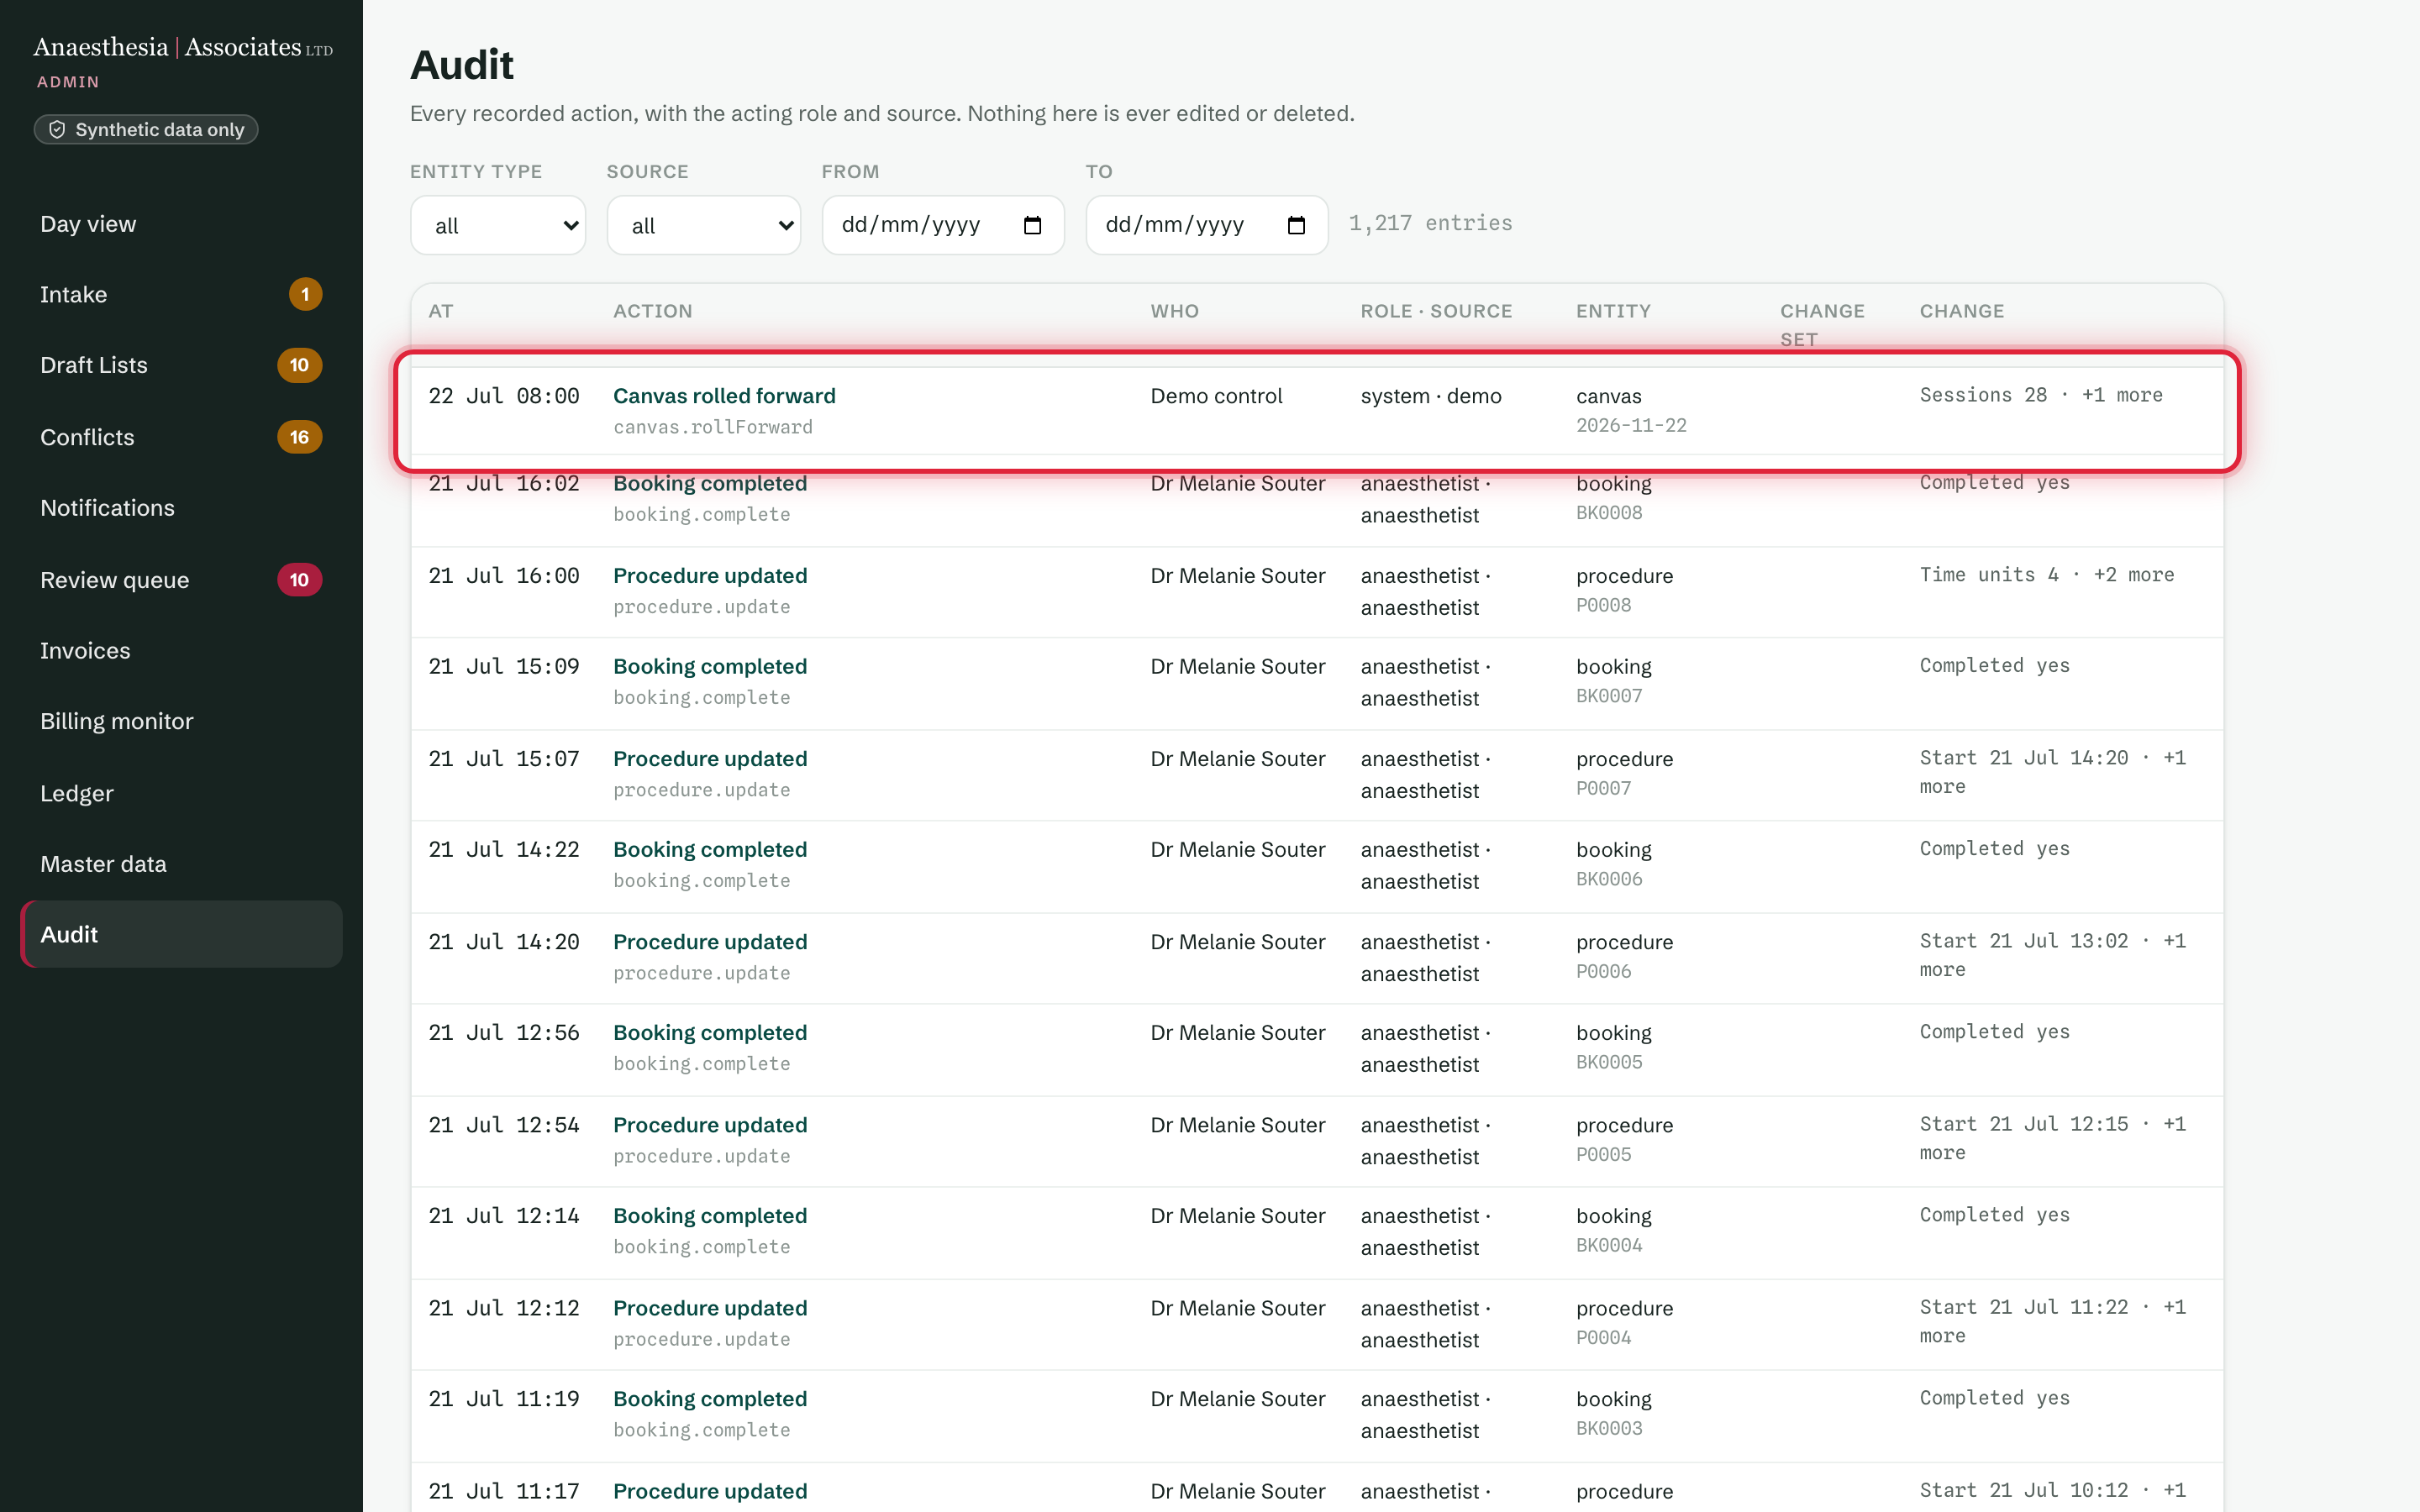 Anaesthesia | Associates LTD
ADMIN
Synthetic data only
Day view
Intake 1
Draft Lists 10
Conflicts 16
Notifications
Review queue 10
Invoices
Billing monitor
Ledger
Master data
Audit
Audit
Every recorded action, with the acting role and source. Nothing here is ever edited or deleted.
ENTITY TYPE SOURCE FROM TO
all all dd/mm/yyyy dd/mm/yyyy 1,217 entries
AT ACTION WHO ROLE · SOURCE ENTITY CHANGE CHANGE
SET
22 Jul 08:00 Canvas rolled forward Demo control system · demo canvas Sessions 28 · +1 more
canvas.rollForward 2026-11-22
21 Jul 16:02 Booking completed Dr Melanie Souter anaesthetist · booking Completed yes
booking.complete anaesthetist BK0008
21 Jul 16:00 Procedure updated Dr Melanie Souter anaesthetist · procedure Time units 4 · +2 more
procedure.update anaesthetist P0008
21 Jul 15:09 Booking completed Dr Melanie Souter anaesthetist · booking Completed yes
booking.complete anaesthetist BK0007
21 Jul 15:07 Procedure updated Dr Melanie Souter anaesthetist · procedure Start 21 Jul 14:20 · +1
procedure.update anaesthetist P0007 more
21 Jul 14:22 Booking completed Dr Melanie Souter anaesthetist · booking Completed yes
booking.complete anaesthetist BK0006
21 Jul 14:20 Procedure updated Dr Melanie Souter anaesthetist · procedure Start 21 Jul 13:02 · +1
procedure.update anaesthetist P0006 more
21 Jul 12:56 Booking completed Dr Melanie Souter anaesthetist · booking Completed yes
booking.complete anaesthetist BK0005
21 Jul 12:54 Procedure updated Dr Melanie Souter anaesthetist · procedure Start 21 Jul 12:15 · +1
procedure.update anaesthetist P0005 more
21 Jul 12:14 Booking completed Dr Melanie Souter anaesthetist · booking Completed yes
booking.complete anaesthetist BK0004
21 Jul 12:12 Procedure updated Dr Melanie Souter anaesthetist · procedure Start 21 Jul 11:22 · +1
procedure.update anaesthetist P0004 more
21 Jul 11:19 Booking completed Dr Melanie Souter anaesthetist · booking Completed yes
booking.complete anaesthetist BK0003
21 Jul 11:17 Procedure updated Dr Melanie Souter anaesthetist · procedure Start 21 Jul 10:12 · +1